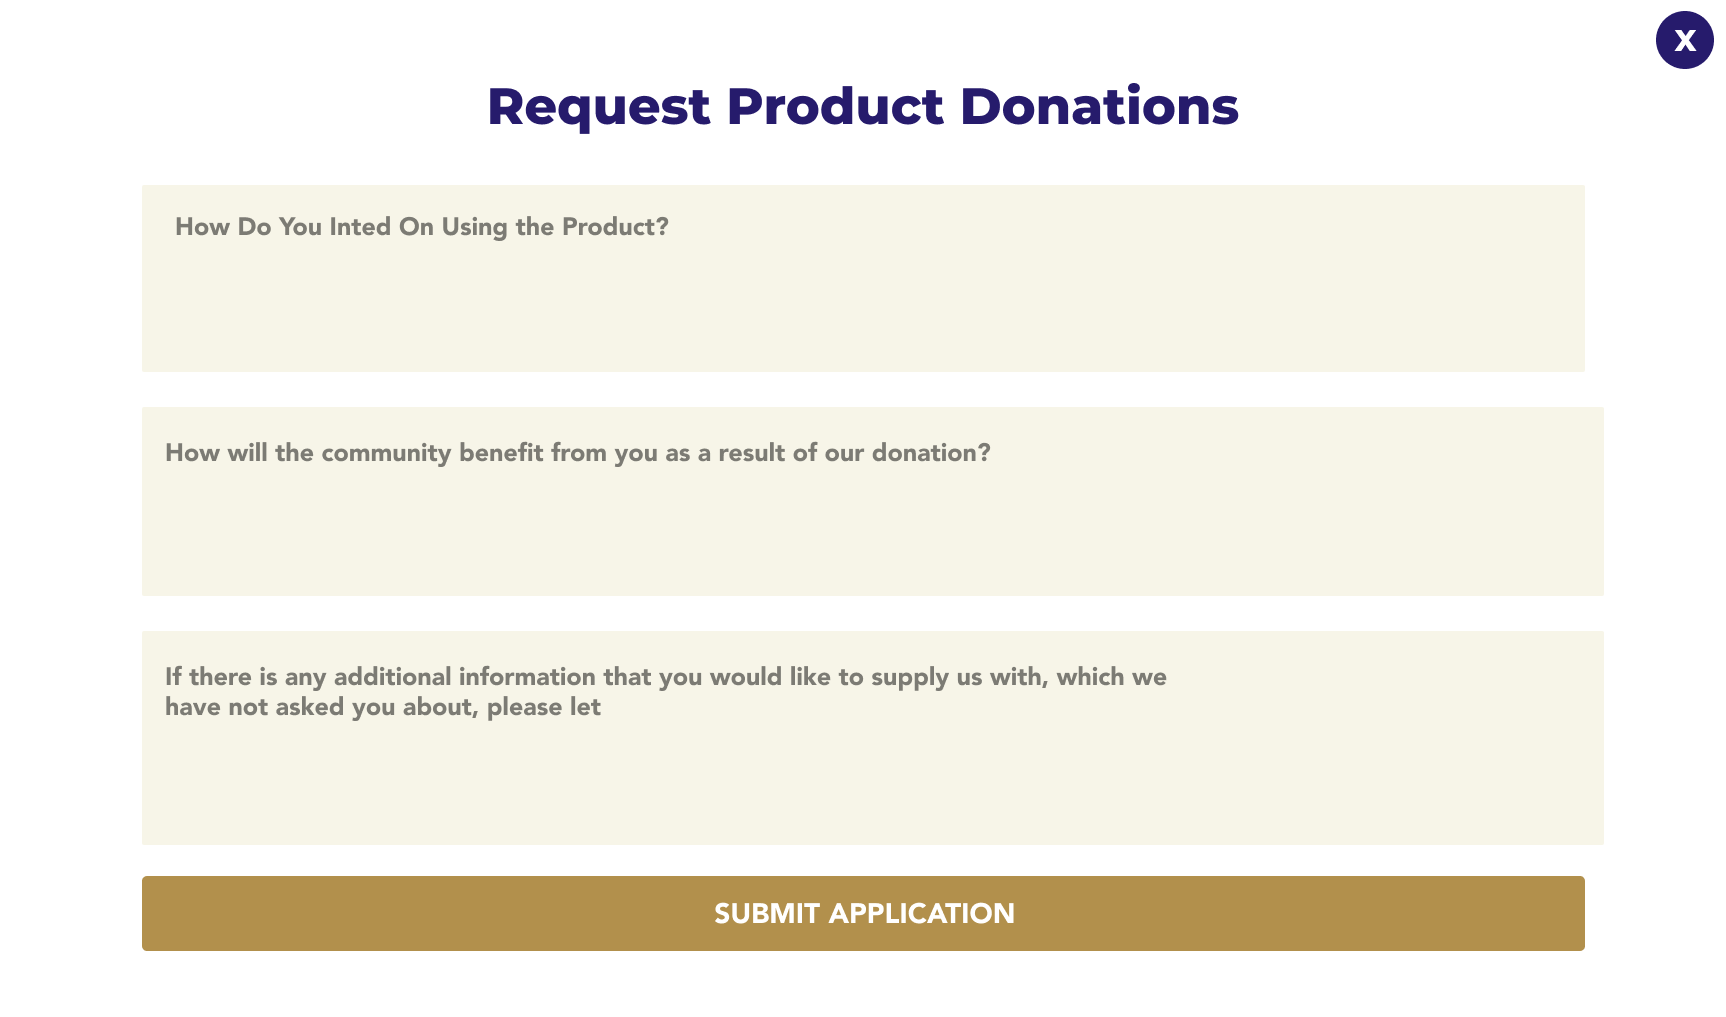 X
Request Product Donations
How Do You Inted On Using the Product?
How will the community benefit from you as a result of our donation?
If there is any additional information that you would like to supply us with, which we
have not asked you about, please let
SUBMIT APPLICATION